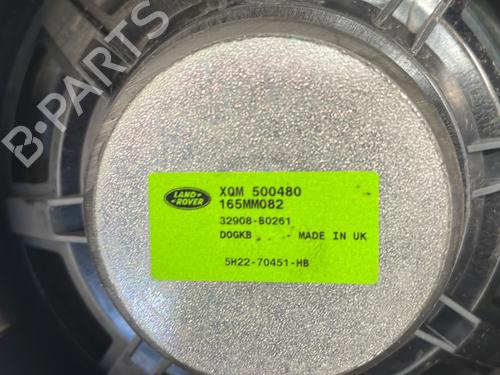 B-PARTS
LAND ROVER
XQM 500480
165MM082
32908-B0261
DOGKB - MADE IN UK
5H22-70451-HB